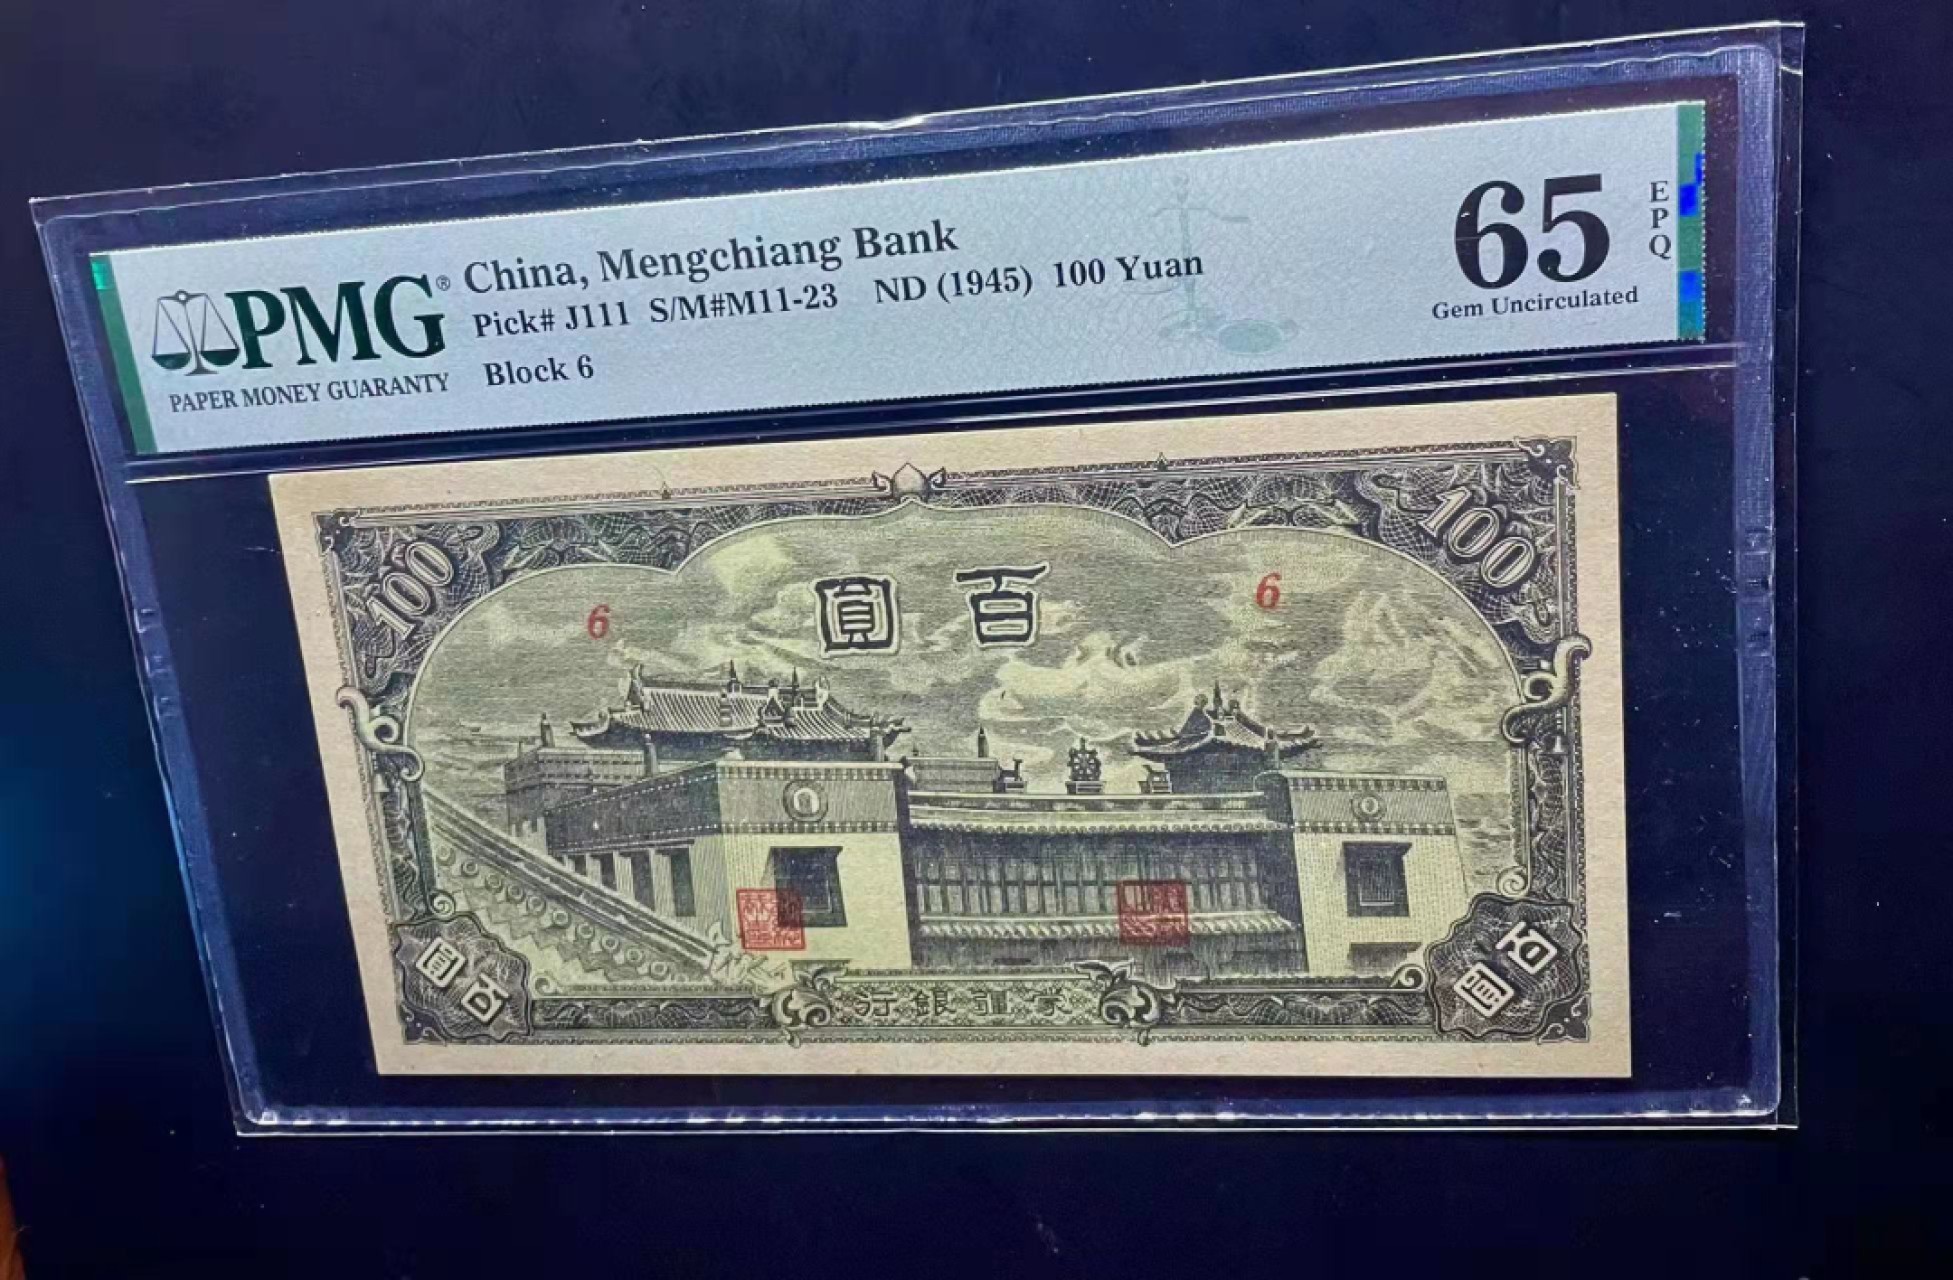 PMG®
PAPER MONEY GUARANTY
China, Mengchiang Bank
Pick# J111 S/M#M11-23 ND (1945) 100 Yuan
Block 6
65
EPQ
Gem Uncirculated
100
100
6
圓百
6
圓百
行銀疆蒙
百圓